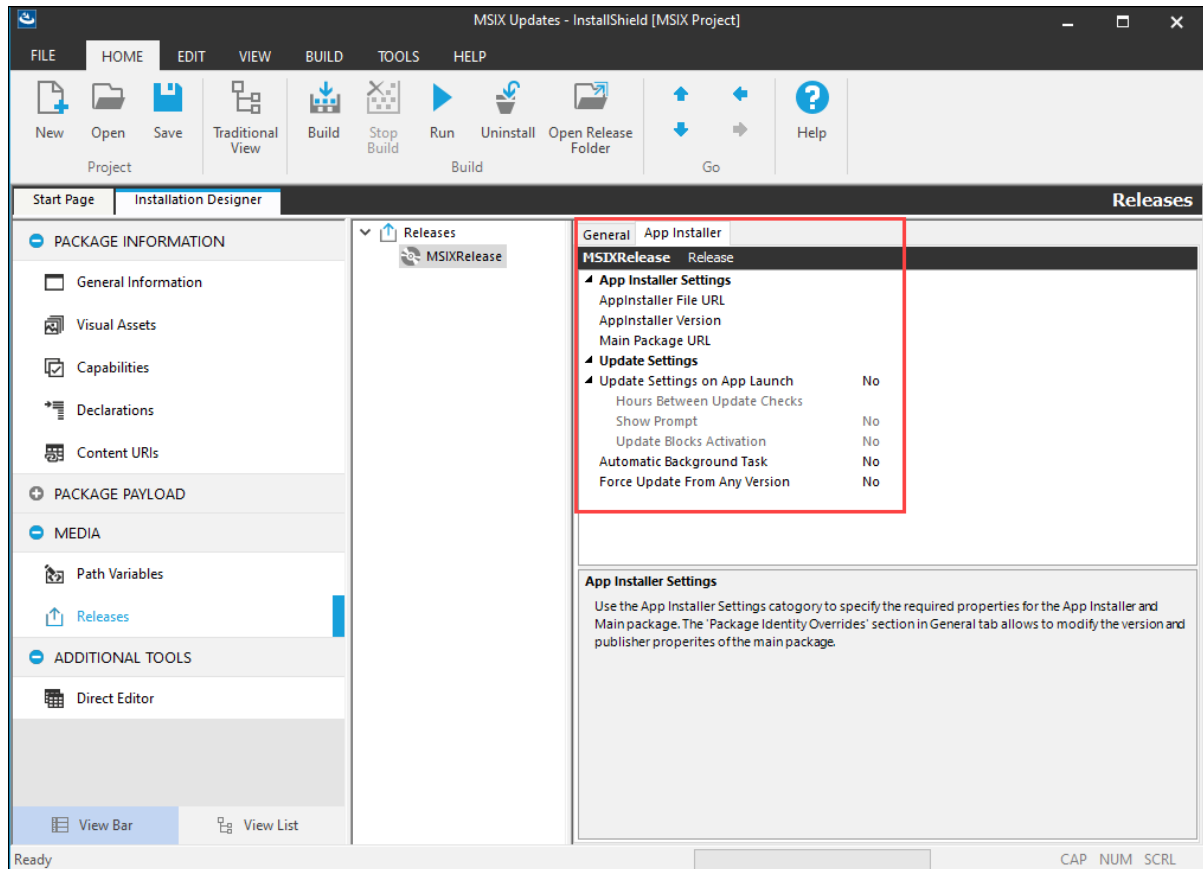 MSIX Updates - InstallShield [MSIX Project]
FILE HOME EDIT VIEW BUILD TOOLS HELP
New Open Save Traditional View Build Stop Build Run Uninstall Open Release Folder Help
Project Build Go
Start Page Installation Designer Releases
PACKAGE INFORMATION
General Information
Visual Assets
Capabilities
Declarations
Content URIs
PACKAGE PAYLOAD
MEDIA
Path Variables
Releases
ADDITIONAL TOOLS
Direct Editor
View Bar View List
Releases
MSIXRelease
General App Installer
MSIXRelease Release
App Installer Settings
AppInstaller File URL
AppInstaller Version
Main Package URL
Update Settings
Update Settings on App Launch No
Hours Between Update Checks
Show Prompt No
Update Blocks Activation No
Automatic Background Task No
Force Update From Any Version No
App Installer Settings
Use the App Installer Settings catogory to specify the required properties for the App Installer and
Main package. The 'Package Identity Overrides' section in General tab allows to modify the version and
publisher properites of the main package.
Ready CAP NUM SCRL